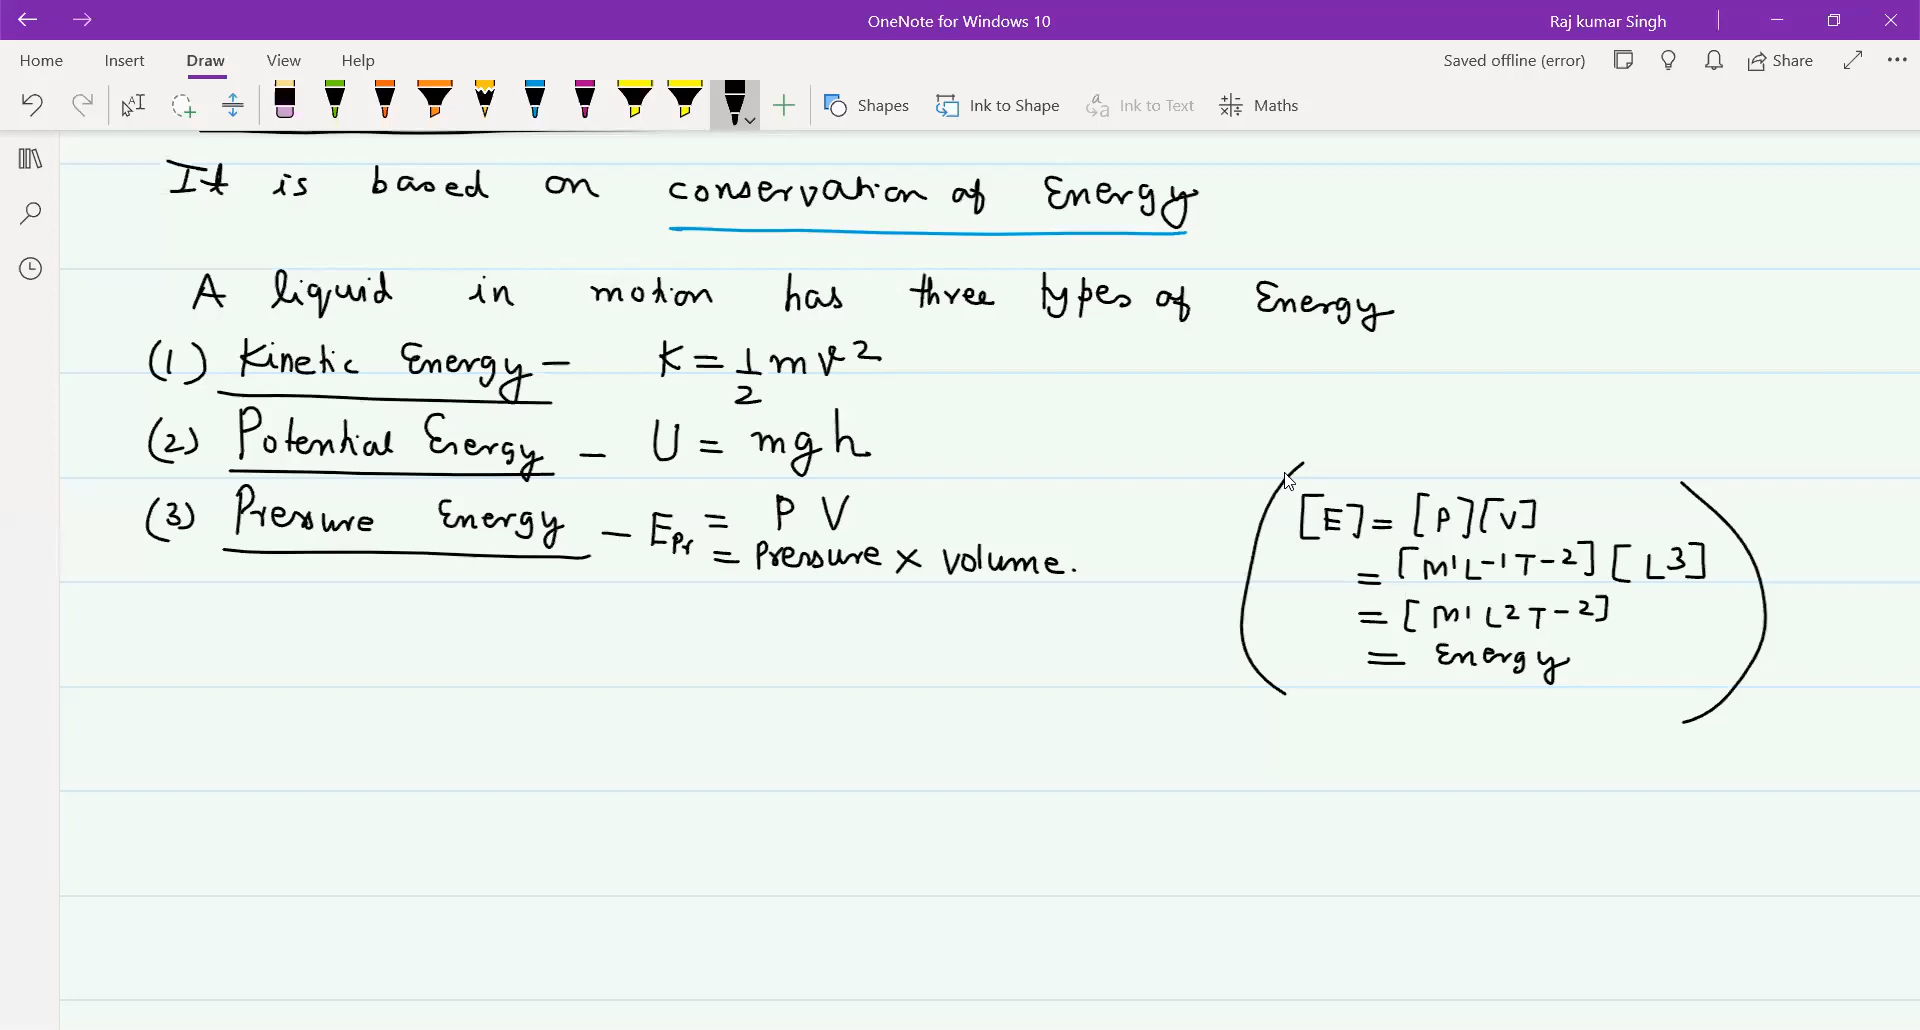 OneNote for Windows 10
Raj kumar Singh
Home Insert Draw View Help
Saved offline (error) Share
Shapes Ink to Shape Ink to Text Maths
It is based on conservation of Energy
A liquid in motion has three types of Energy
(1) Kinetic Energy – K = 1/2 m v²
(2) Potential Energy – U = mgh
(3) Pressure Energy – E_Pr = P V
= Pressure × volume.
[E] = [P][V]
= [M¹L⁻¹T⁻²][L³]
= [M¹L²T⁻²]
= Energy